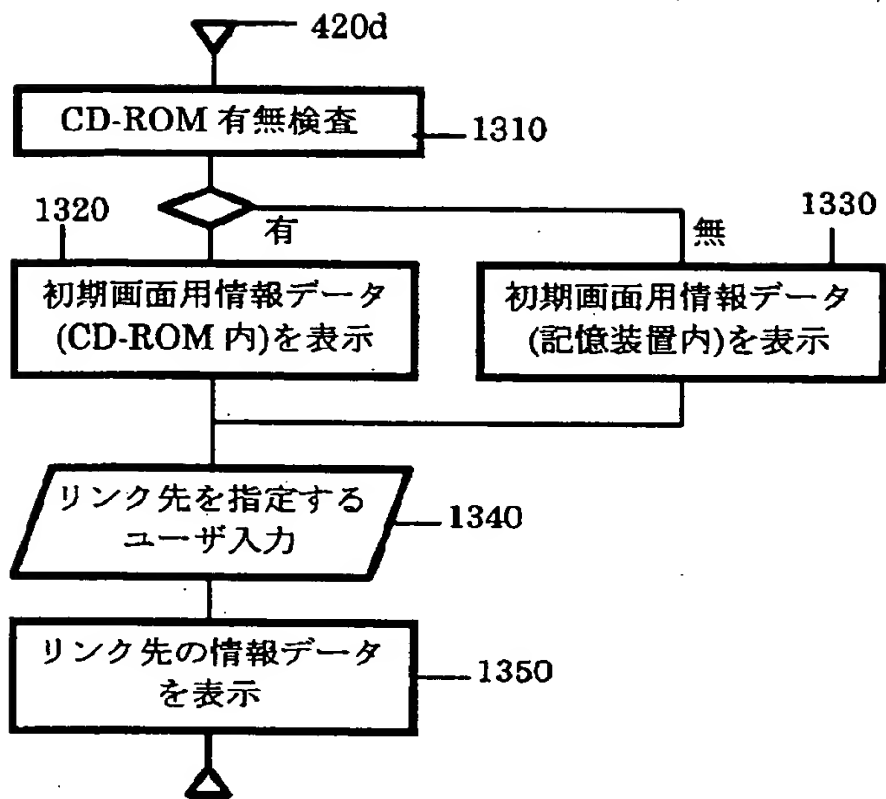 420d
CD-ROM 有無検査
1310
1320
有
無
1330
初期画面用情報データ
(CD-ROM 内)を表示
初期画面用情報データ
(記憶装置内)を表示
リンク先を指定する
ユーザ入力
1340
リンク先の情報データ
を表示
1350